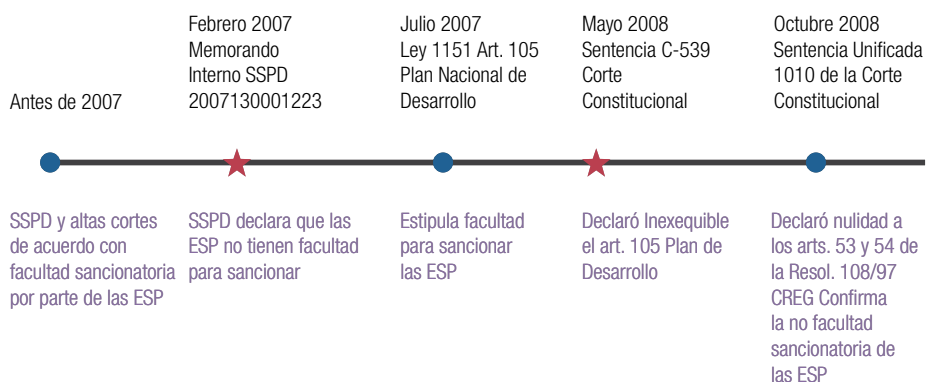 Antes de 2007
Febrero 2007
Memorando
Interno SSPD
2007130001223
Julio 2007
Ley 1151 Art. 105
Plan Nacional de
Desarrollo
Mayo 2008
Sentencia C-539
Corte
Constitucional
Octubre 2008
Sentencia Unificada
1010 de la Corte
Constitucional
SSPD y altas cortes
de acuerdo con
facultad sancionatoria
por parte de las ESP
SSPD declara que las
ESP no tienen facultad
para sancionar
Estipula facultad
para sancionar
las ESP
Declaró Inexequible
el art. 105 Plan de
Desarrollo
Declaró nulidad a
los arts. 53 y 54 de
la Resol. 108/97
CREG Confirma
la no facultad
sancionatoria de
las ESP